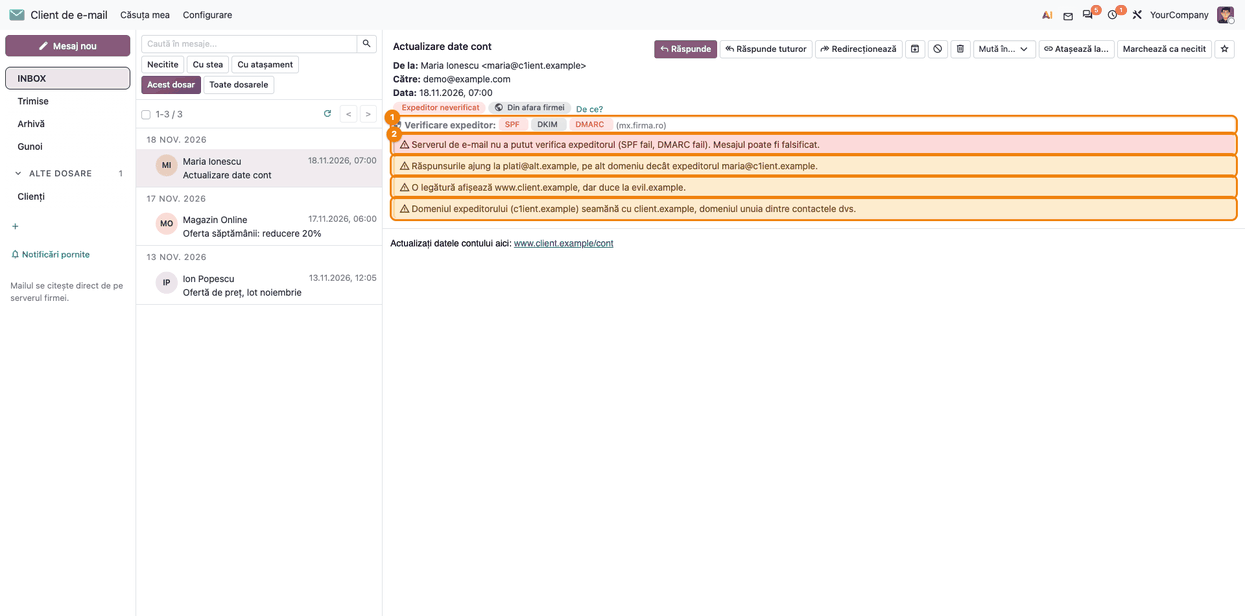 Client de e-mail Căsuța mea Configurare
AI 5 1 YourCompany
Mesaj nou
INBOX
Trimise
Arhivă
Gunoi
ALTE DOSARE 1
Clienți
+
Notificări pornite
Mailul se citește direct de pe
serverul firmei.
Caută în mesaje...
Necitite Cu stea Cu atașament
Acest dosar Toate dosarele
1-3 / 3 < >
18 NOV. 2026
MI Maria Ionescu 18.11.2026, 07:00
Actualizare date cont
17 NOV. 2026
MO Magazin Online 17.11.2026, 06:00
Oferta săptămânii: reducere 20%
13 NOV. 2026
IP Ion Popescu 13.11.2026, 12:05
Ofertă de preț, lot noiembrie
Actualizare date cont
Răspunde Răspunde tuturor Redirecționează Mută în... Atașează la... Marchează ca necitit
De la: Maria Ionescu <maria@c1ient.example>
Către: demo@example.com
Data: 18.11.2026, 07:00
Expeditor neverificat Din afara firmei De ce?
1
Verificare expeditor: SPF DKIM DMARC (mx.firma.ro)
2
Serverul de e-mail nu a putut verifica expeditorul (SPF fail, DMARC fail). Mesajul poate fi falsificat.
Răspunsurile ajung la plati@alt.example, pe alt domeniu decât expeditorul maria@c1ient.example.
O legătură afișează www.client.example, dar duce la evil.example.
Domeniul expeditorului (c1ient.example) seamănă cu client.example, domeniul unuia dintre contactele dvs.
Actualizați datele contului aici: www.client.example/cont